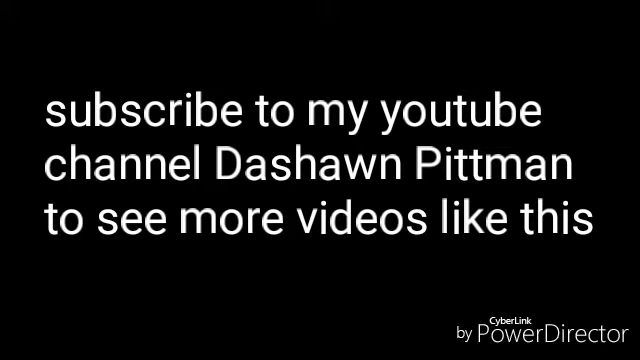 subscribe to my youtube
channel Dashawn Pittman
to see more videos like this
CyberLink
by PowerDirector